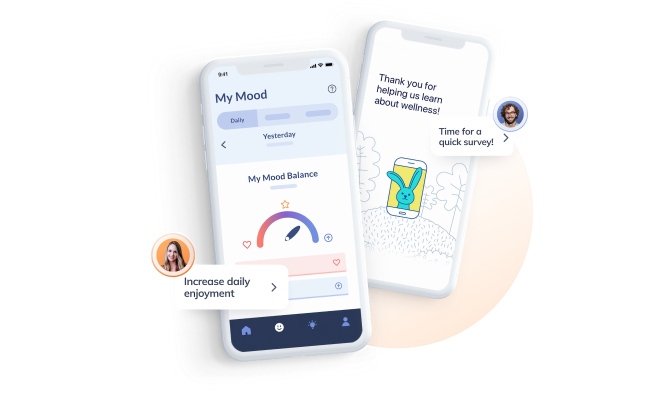 9:41
My Mood
Daily
Yesterday
My Mood Balance
Increase daily
enjoyment
Thank you for
helping us learn
about wellness!
Time for a
quick survey!